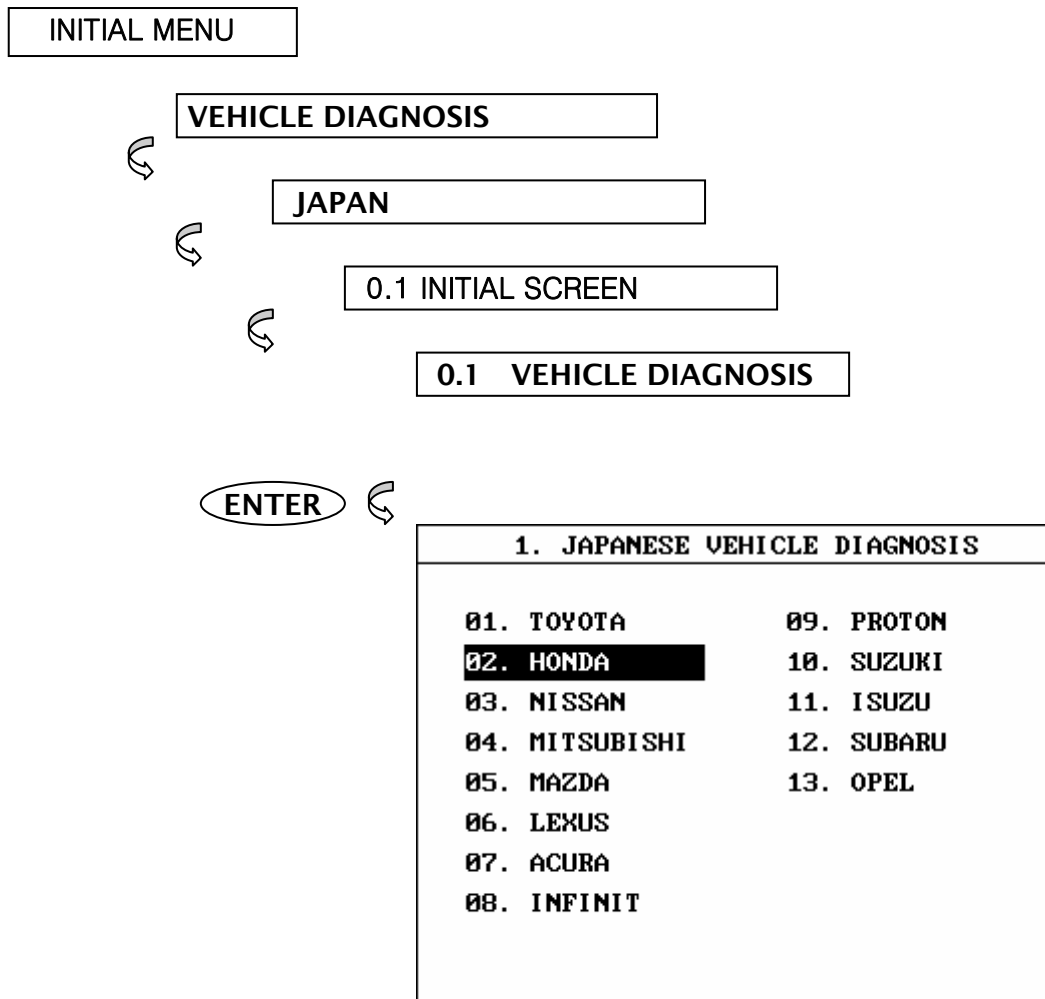 INITIAL MENU
VEHICLE DIAGNOSIS
JAPAN
0.1 INITIAL SCREEN
0.1 VEHICLE DIAGNOSIS
ENTER
1. JAPANESE VEHICLE DIAGNOSIS
01. TOYOTA
02. HONDA
03. NISSAN
04. MITSUBISHI
05. MAZDA
06. LEXUS
07. ACURA
08. INFINIT
09. PROTON
10. SUZUKI
11. ISUZU
12. SUBARU
13. OPEL